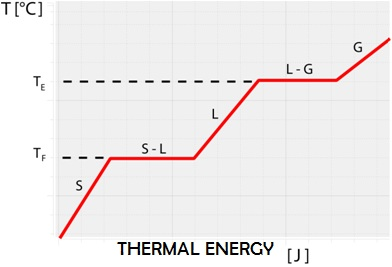 T [°C]
G
L - G
T_E
L
S - L
T_F
S
THERMAL ENERGY [J]